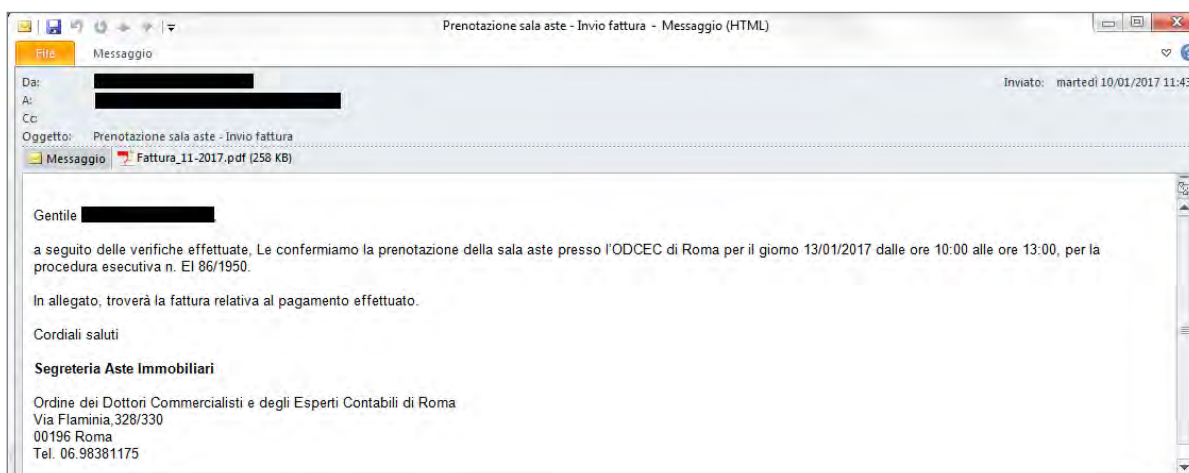 Prenotazione sala aste - Invio fattura - Messaggio (HTML)
File Messaggio
Da:
Inviato: martedì 10/01/2017 11:43
A:
Cc:
Oggetto: Prenotazione sala aste - Invio fattura
Messaggio Fattura_11-2017.pdf (258 KB)
Gentile
a seguito delle verifiche effettuate, Le confermiamo la prenotazione della sala aste presso l'ODCEC di Roma per il giorno 13/01/2017 dalle ore 10:00 alle ore 13:00, per la
procedura esecutiva n. EI 86/1950.
In allegato, troverà la fattura relativa al pagamento effettuato.
Cordiali saluti
Segreteria Aste Immobiliari
Ordine dei Dottori Commercialisti e degli Esperti Contabili di Roma
Via Flaminia,328/330
00196 Roma
Tel. 06.98381175